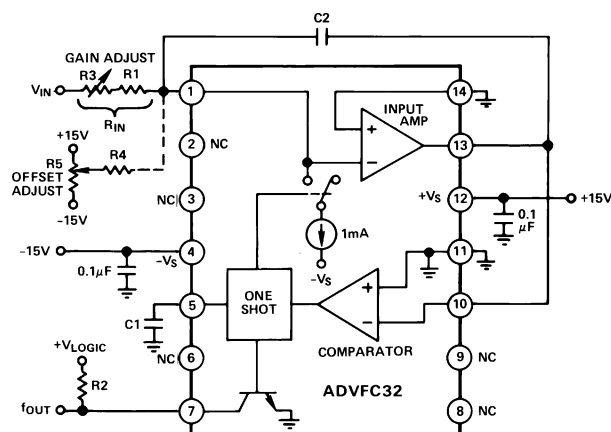 C2
GAIN ADJUST
R3 R1
VIN
RIN
+15V
R5
OFFSET
ADJUST
R4
–15V
1
2 NC
NC 3
–15V
0.1μF
–VS
4
C1
5
NC 6
+VLOGIC
R2
fOUT
7
14
INPUT
AMP
+
–
13
+VS
12
+15V
0.1
μF
1mA
–VS
11
ONE
SHOT
+
–
10
COMPARATOR
9 NC
ADVFC32
8 NC